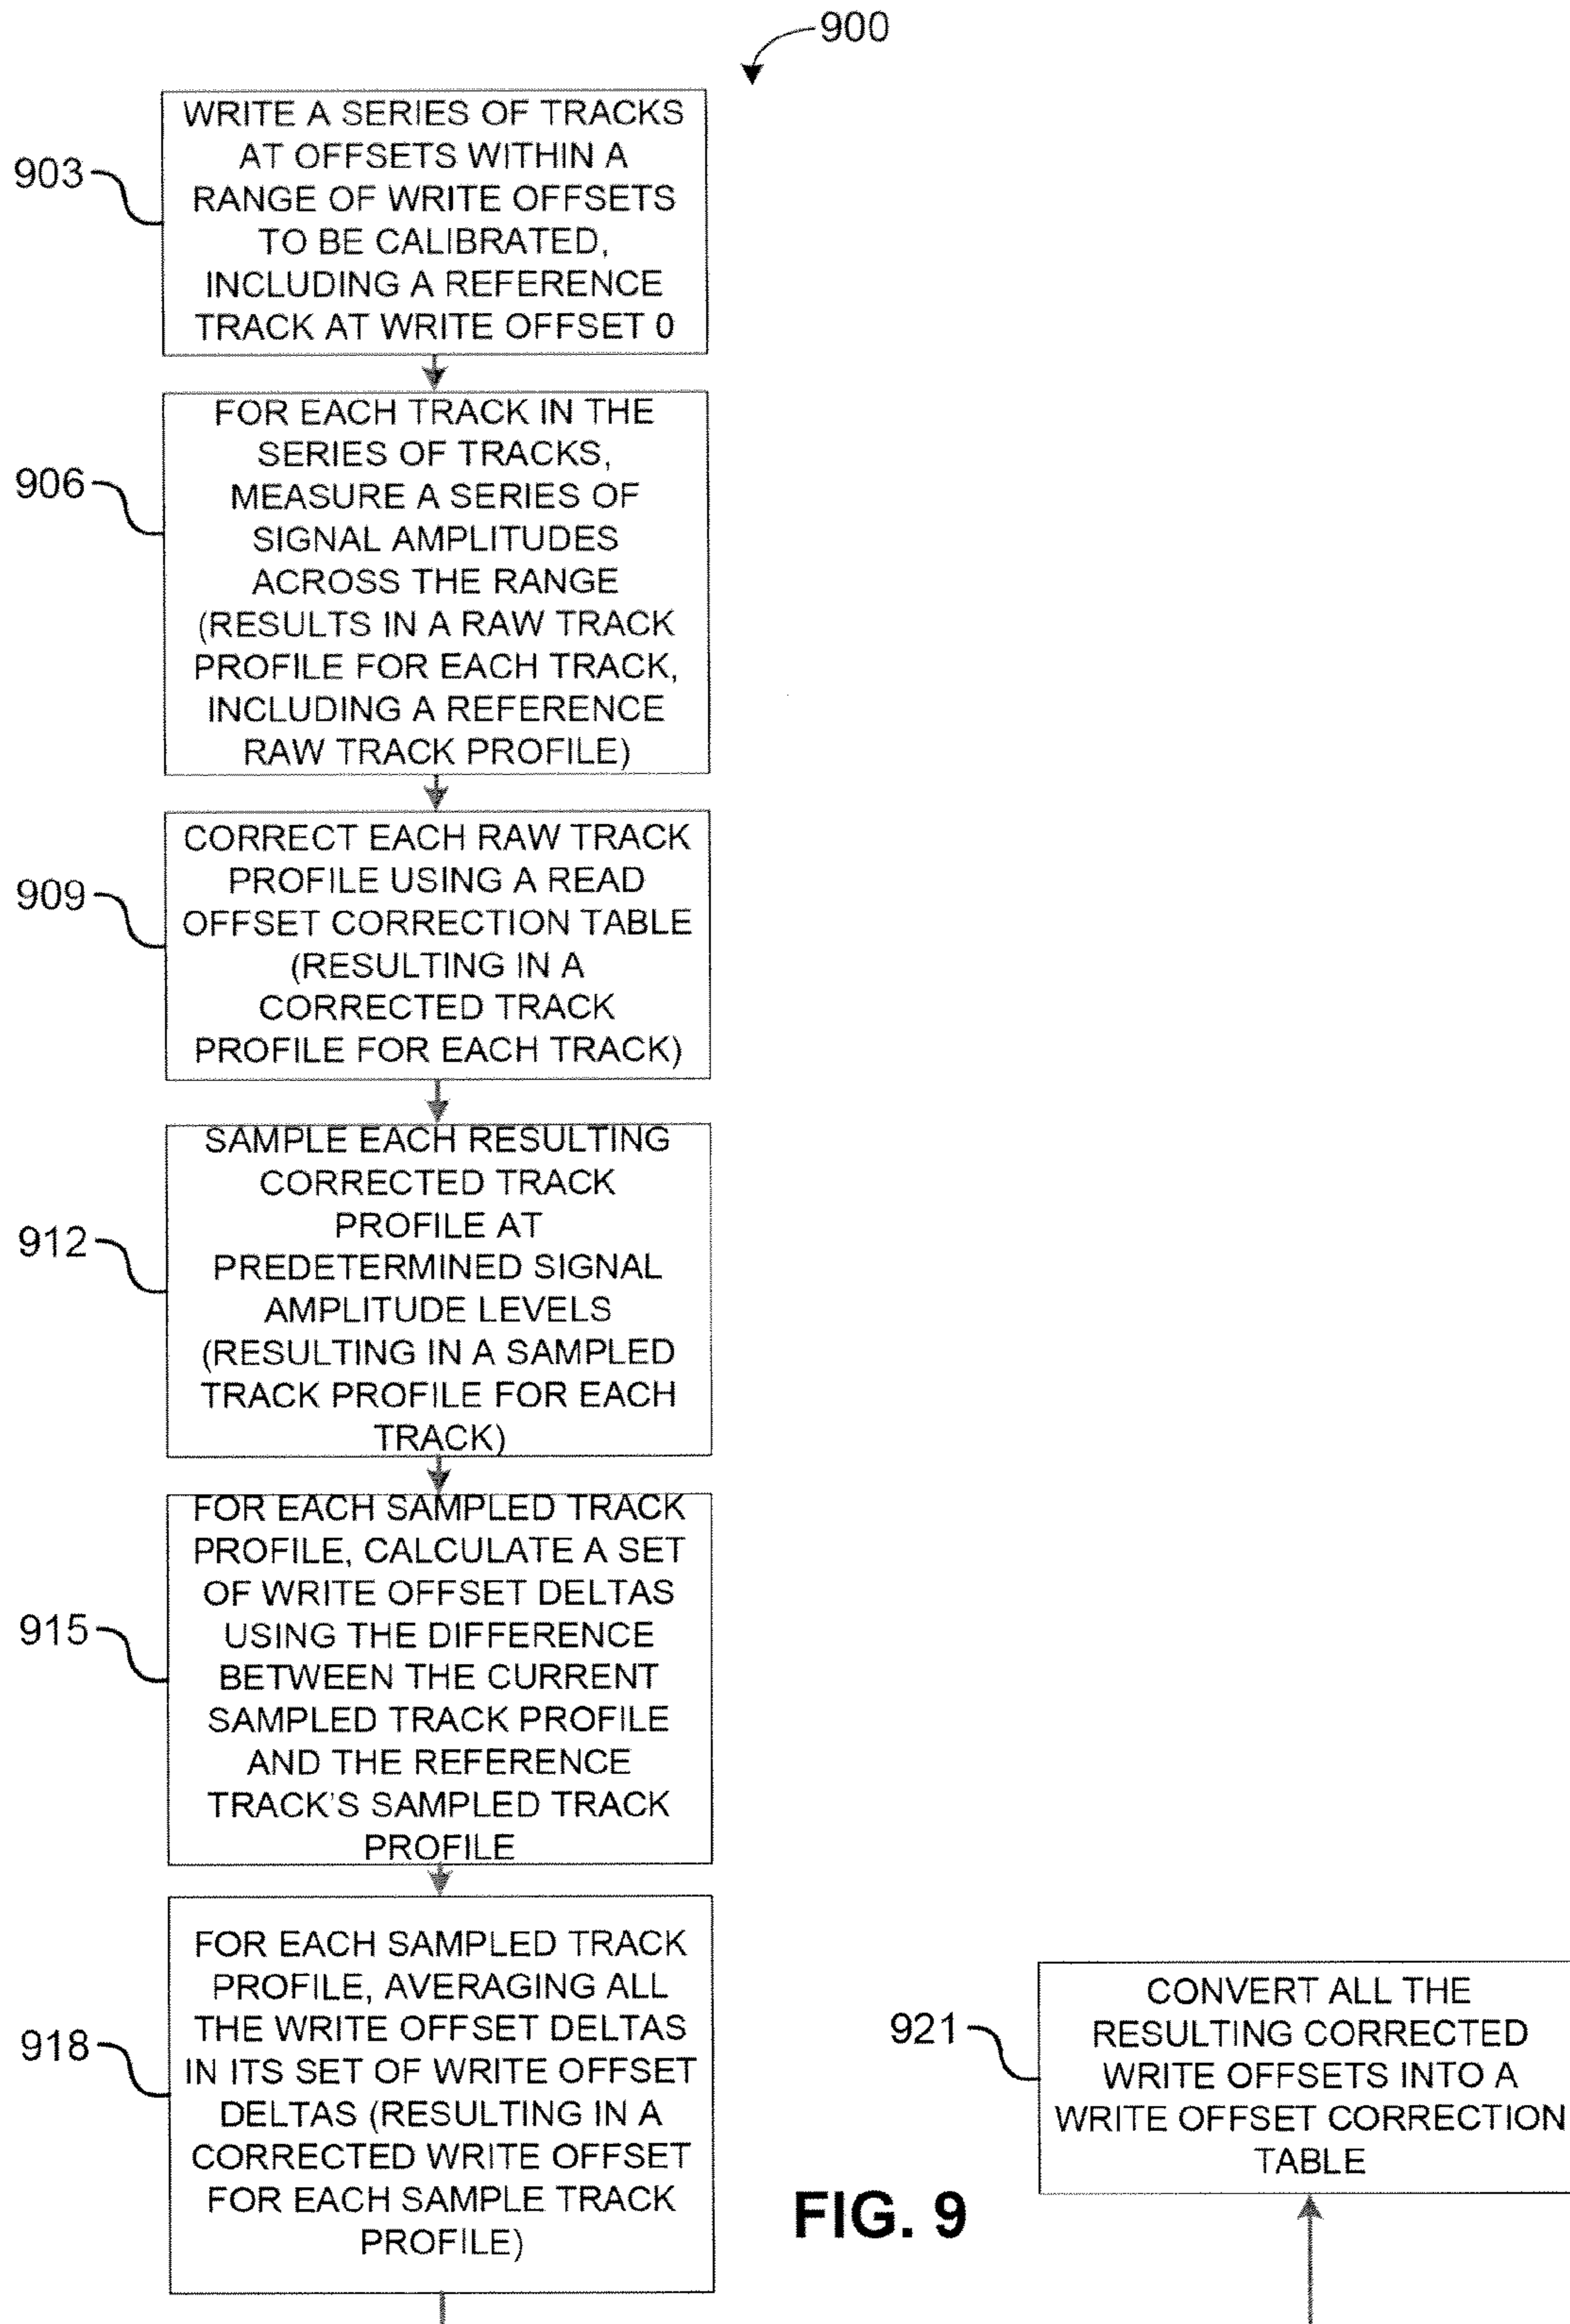 900
903
WRITE A SERIES OF TRACKS
AT OFFSETS WITHIN A
RANGE OF WRITE OFFSETS
TO BE CALIBRATED,
INCLUDING A REFERENCE
TRACK AT WRITE OFFSET 0
906
FOR EACH TRACK IN THE
SERIES OF TRACKS,
MEASURE A SERIES OF
SIGNAL AMPLITUDES
ACROSS THE RANGE
(RESULTS IN A RAW TRACK
PROFILE FOR EACH TRACK,
INCLUDING A REFERENCE
RAW TRACK PROFILE)
909
CORRECT EACH RAW TRACK
PROFILE USING A READ
OFFSET CORRECTION TABLE
(RESULTING IN A
CORRECTED TRACK
PROFILE FOR EACH TRACK)
912
SAMPLE EACH RESULTING
CORRECTED TRACK
PROFILE AT
PREDETERMINED SIGNAL
AMPLITUDE LEVELS
(RESULTING IN A SAMPLED
TRACK PROFILE FOR EACH
TRACK)
915
FOR EACH SAMPLED TRACK
PROFILE, CALCULATE A SET
OF WRITE OFFSET DELTAS
USING THE DIFFERENCE
BETWEEN THE CURRENT
SAMPLED TRACK PROFILE
AND THE REFERENCE
TRACK'S SAMPLED TRACK
PROFILE
918
FOR EACH SAMPLED TRACK
PROFILE, AVERAGING ALL
THE WRITE OFFSET DELTAS
IN ITS SET OF WRITE OFFSET
DELTAS (RESULTING IN A
CORRECTED WRITE OFFSET
FOR EACH SAMPLE TRACK
PROFILE)
921
CONVERT ALL THE
RESULTING CORRECTED
WRITE OFFSETS INTO A
WRITE OFFSET CORRECTION
TABLE
FIG. 9